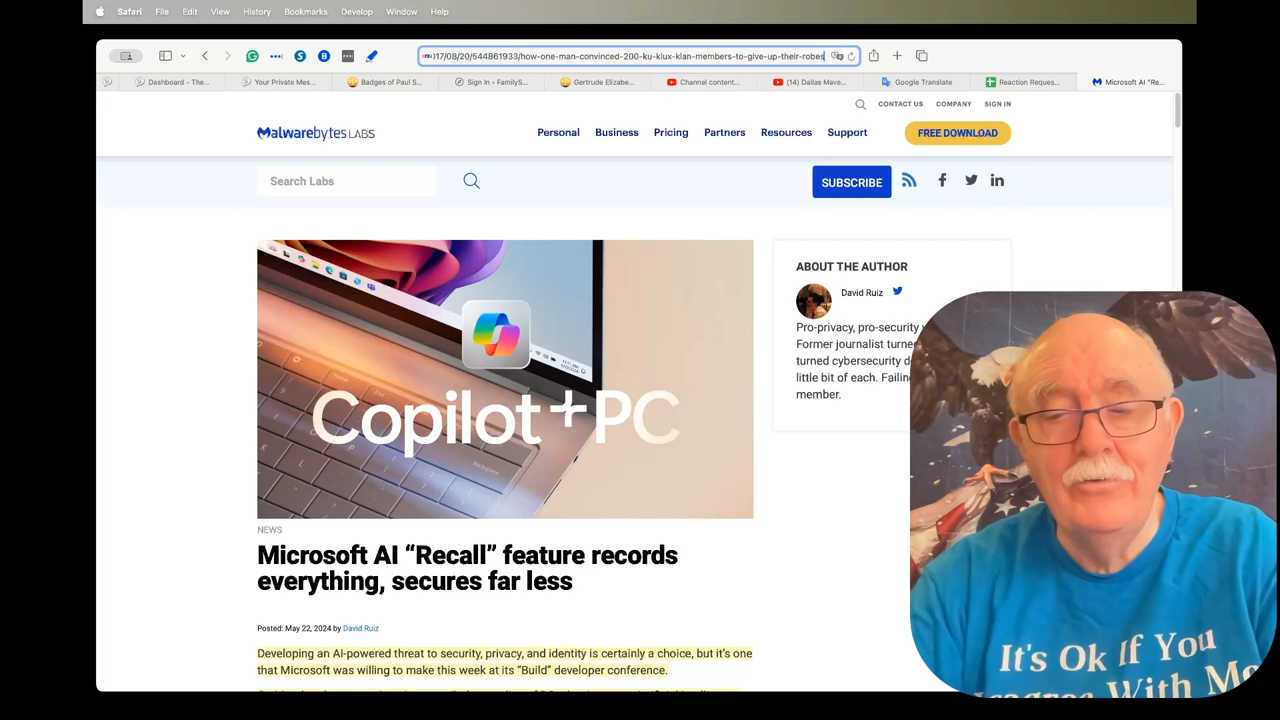 Safari File Edit View History Bookmarks Develop Window Help
)17/08/20/544861933/how-one-man-convinced-200-ku-klux-klan-members-to-give-up-their-robes
Dashboard - The... Your Private Mes... Badges of Paul S... Sign In • FamilyS... Gertrude Elizabe... Channel content... (14) Dallas Mave... Google Translate Reaction Reques... Microsoft AI "Re...
CONTACT US COMPANY SIGN IN
Malwarebytes LABS Personal Business Pricing Partners Resources Support FREE DOWNLOAD
Search Labs SUBSCRIBE
ABOUT THE AUTHOR
David Ruiz
Pro-privacy, pro-security
Former journalist turne
turned cybersecurity d
little bit of each. Failin
member.
Copilot+PC
Backspace
NEWS
Microsoft AI “Recall” feature records
everything, secures far less
Posted: May 22, 2024 by David Ruiz
Developing an AI-powered threat to security, privacy, and identity is certainly a choice, but it’s one
that Microsoft was willing to make this week at its “Build” developer conference.
It's Ok If You
With Me